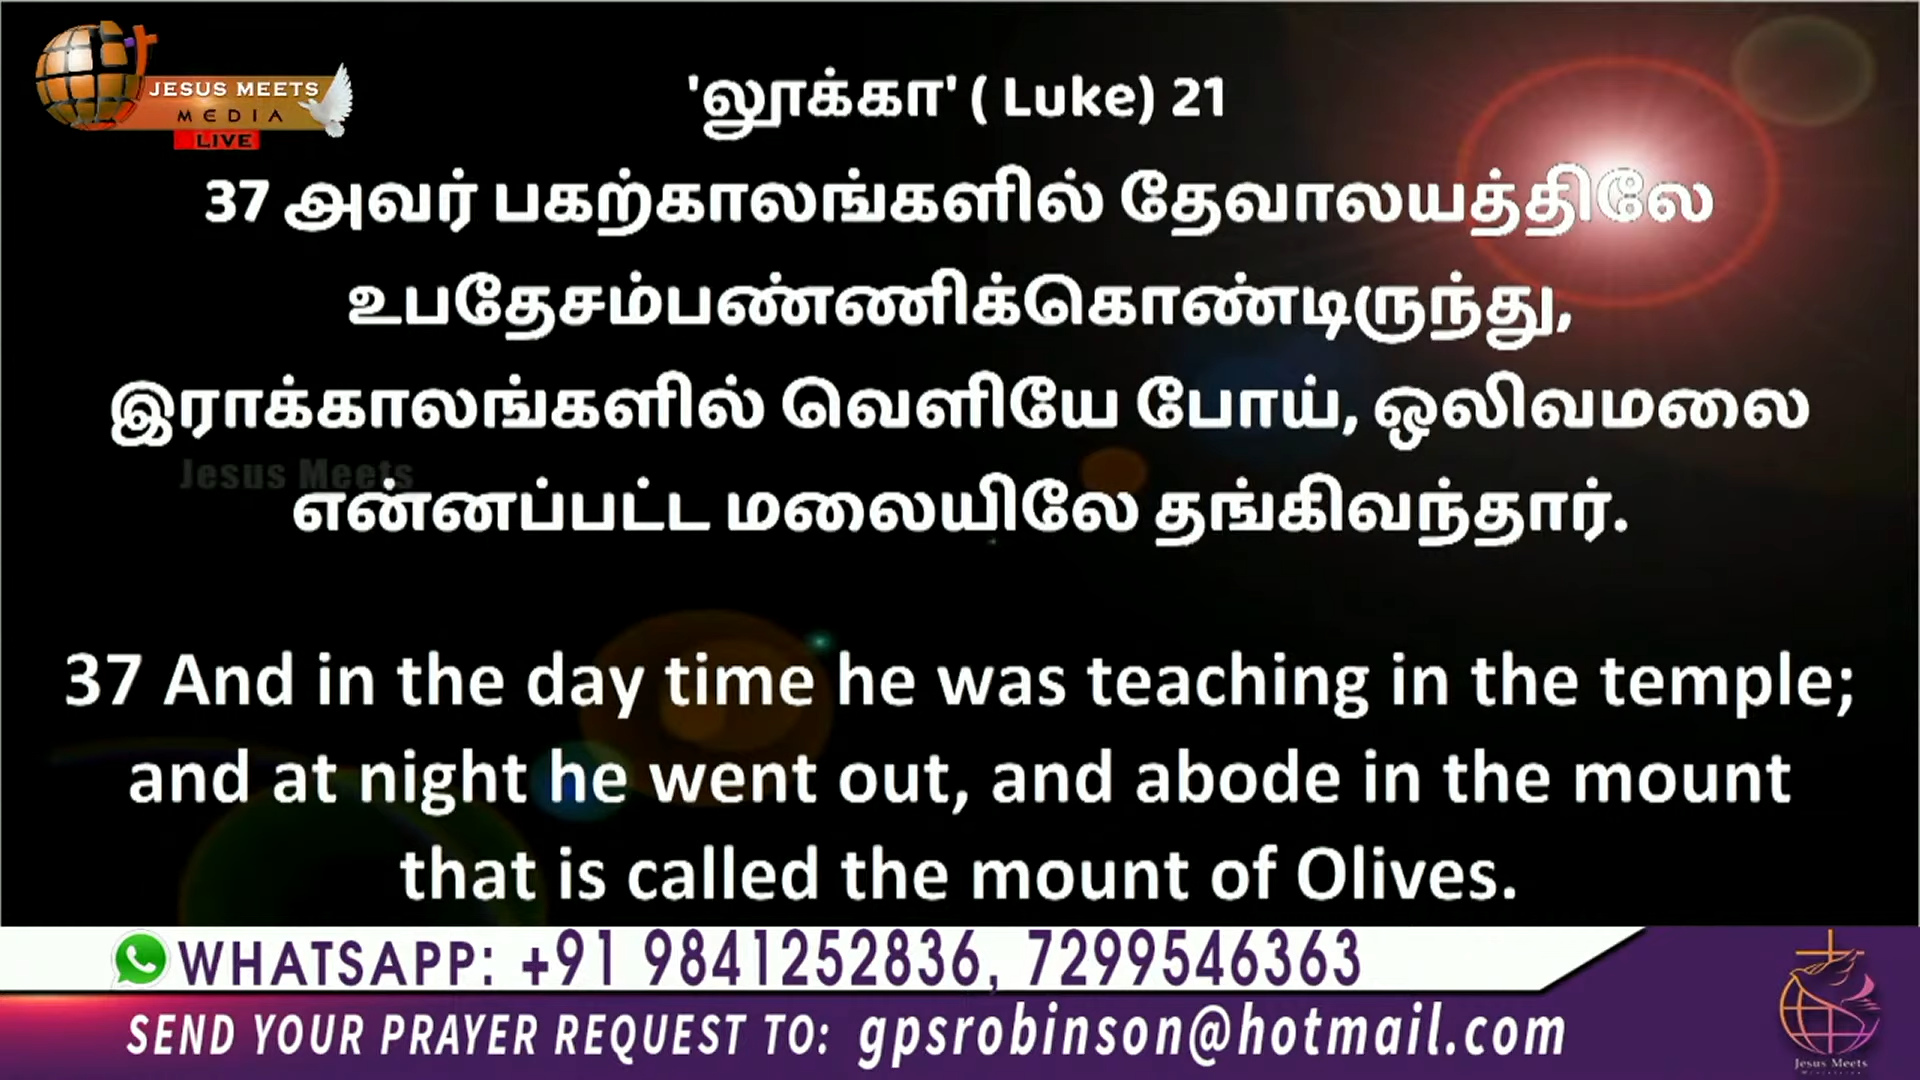 JESUS MEETS
MEDIA
LIVE
'லூக்கா' ( Luke) 21
37 அவர் பகற்காலங்களில் தேவாலயத்திலே
உபதேசம்பண்ணிக்கொண்டிருந்து,
இராக்காலங்களில் வெளியே போய், ஒலிவமலை
Jesus Meets
என்னப்பட்ட மலையிலே தங்கிவந்தார்.
37 And in the day time he was teaching in the temple;
and at night he went out, and abode in the mount
that is called the mount of Olives.
WHATSAPP: +91 9841252836, 7299546363
SEND YOUR PRAYER REQUEST TO: gpsrobinson@hotmail.com
Jesus Meets